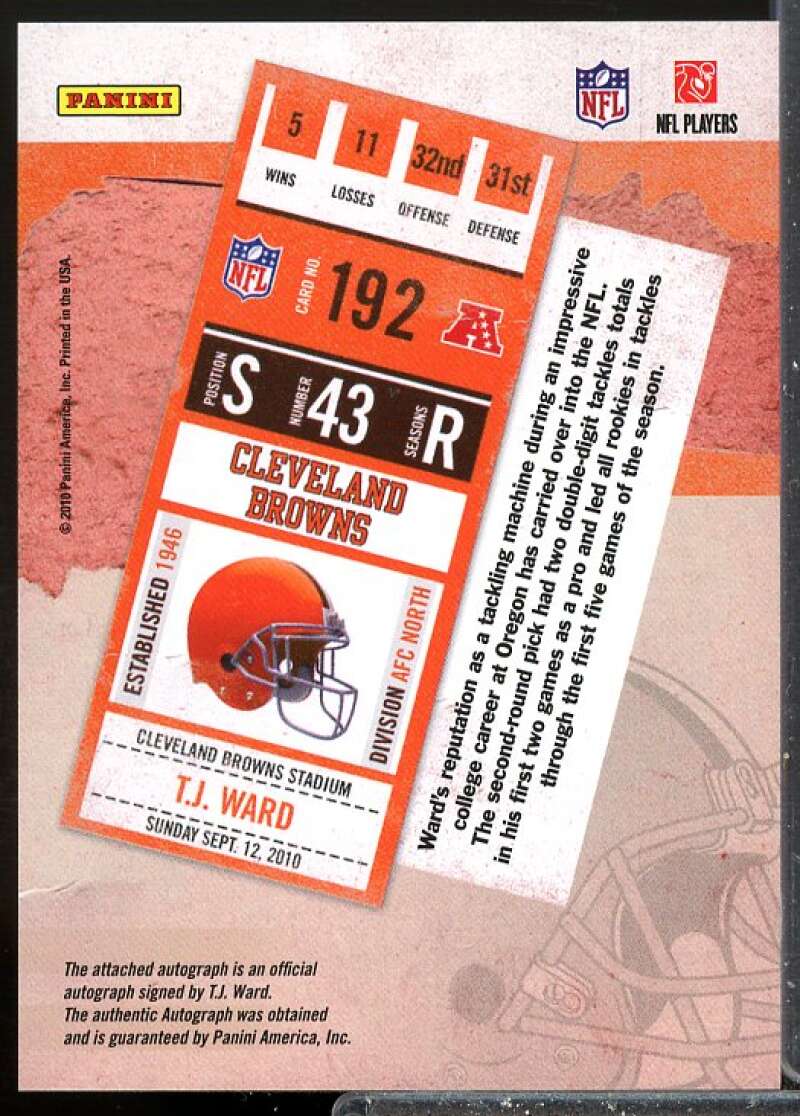 PANINI
NFL
NFL PLAYERS
5 11 32nd 31st
WINS LOSSES OFFENSE DEFENSE
NFL
CARD NO. 192
A
POSITION S NUMBER 43 SEASONS R
CLEVELAND
BROWNS
ESTABLISHED 1946
DIVISION AFC NORTH
CLEVELAND BROWNS STADIUM
T.J. WARD
SUNDAY SEPT. 12, 2010
Ward's reputation as a tackling machine during an impressive
college career at Oregon has carried over into the NFL.
The second-round pick had two double-digit tackles totals
in his first two games as a pro and led all rookies in tackles
through the first five games of the season.
© 2010 Panini America, Inc. Printed in the USA.
The attached autograph is an official
autograph signed by T.J. Ward.
The authentic Autograph was obtained
and is guaranteed by Panini America, Inc.